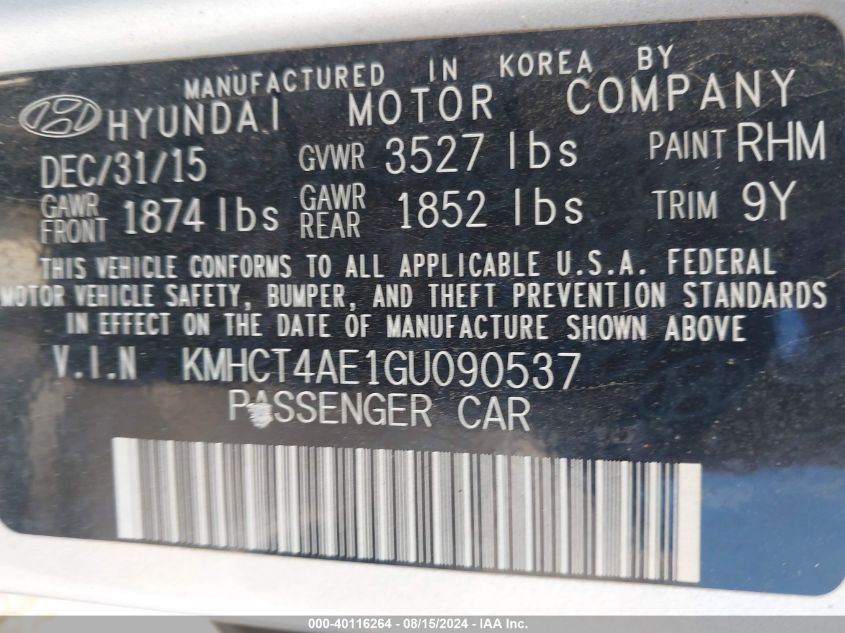 MANUFACTURED IN KOREA BY
HYUNDAI MOTOR COMPANY
DEC/31/15 GVWR 3527 lbs PAINT RHM
GAWR FRONT 1874 lbs GAWR REAR 1852 lbs TRIM 9Y
THIS VEHICLE CONFORMS TO ALL APPLICABLE U.S.A. FEDERAL
MOTOR VEHICLE SAFETY, BUMPER, AND THEFT PREVENTION STANDARDS
IN EFFECT ON THE DATE OF MANUFACTURE SHOWN ABOVE
V.I.N KMHCT4AE1GU090537
PASSENGER CAR
000-40116264 - 08/15/2024 - IAA Inc.